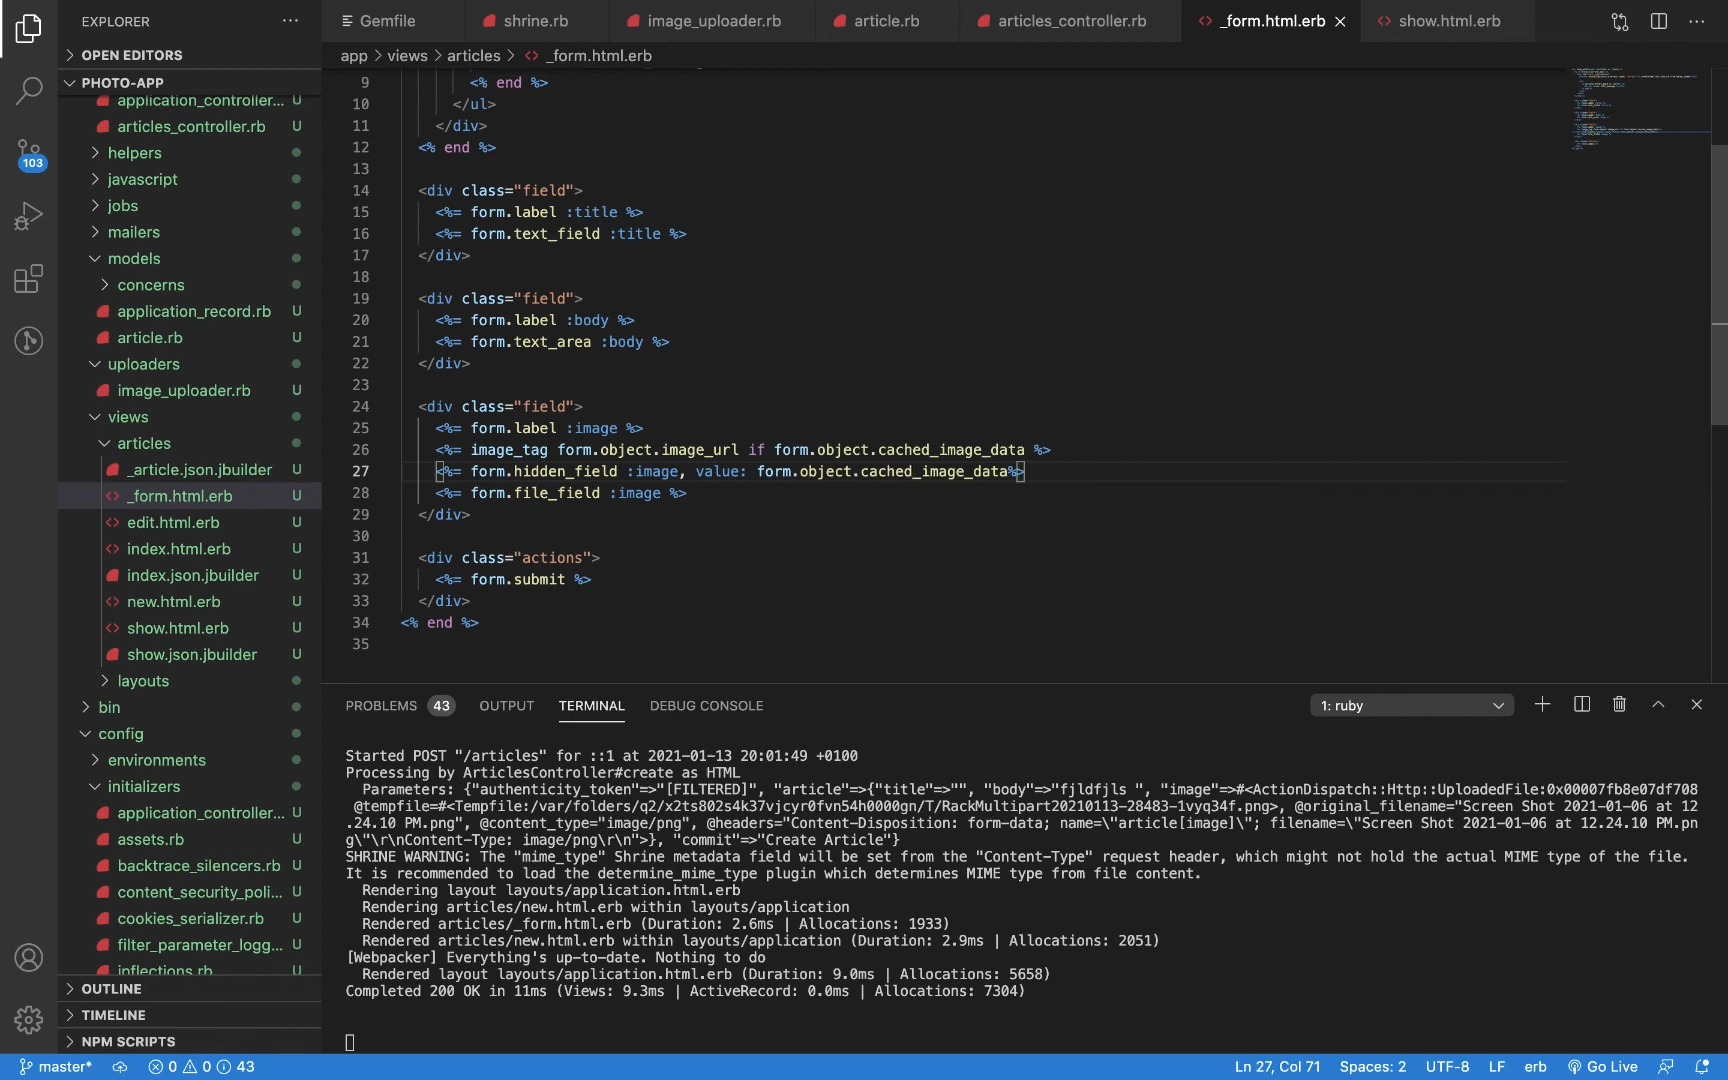 EXPLORER
Gemfile
shrine.rb
image_uploader.rb
article.rb
articles_controller.rb
_form.html.erb
show.html.erb
OPEN EDITORS
app > views > articles > _form.html.erb
PHOTO-APP
application_controller... U
articles_controller.rb U
helpers
javascript
jobs
mailers
models
concerns
application_record.rb U
article.rb U
uploaders
image_uploader.rb U
views
articles
_article.json.jbuilder U
_form.html.erb U
edit.html.erb U
index.html.erb U
index.json.jbuilder U
new.html.erb U
show.html.erb U
show.json.jbuilder U
layouts
bin
config
environments
initializers
application_controller... U
assets.rb U
backtrace_silencers.rb U
content_security_poli... U
cookies_serializer.rb U
filter_parameter_logg... U
inflections.rb U
OUTLINE
TIMELINE
NPM SCRIPTS
103
9 <% end %>
10 </ul>
11 </div>
12 <% end %>
13
14 <div class="field">
15 <%= form.label :title %>
16 <%= form.text_field :title %>
17 </div>
18
19 <div class="field">
20 <%= form.label :body %>
21 <%= form.text_area :body %>
22 </div>
23
24 <div class="field">
25 <%= form.label :image %>
26 <%= image_tag form.object.image_url if form.object.cached_image_data %>
27 <%= form.hidden_field :image, value: form.object.cached_image_data%>
28 <%= form.file_field :image %>
29 </div>
30
31 <div class="actions">
32 <%= form.submit %>
33 </div>
34 <% end %>
35
PROBLEMS 43 OUTPUT TERMINAL DEBUG CONSOLE 1: ruby
Started POST "/articles" for ::1 at 2021-01-13 20:01:49 +0100
Processing by ArticlesController#create as HTML
Parameters: {"authenticity_token"=>"[FILTERED]", "article"=>{"title"=>"", "body"=>"fjldfjls ", "image"=>#<ActionDispatch::Http::UploadedFile:0x00007fb8e07df708
@tempfile=#<Tempfile:/var/folders/q2/x2ts802s4k37vjcyr0fvn54h0000gn/T/RackMultipart20210113-28483-1vyq34f.png>, @original_filename="Screen Shot 2021-01-06 at 12
.24.10 PM.png", @content_type="image/png", @headers="Content-Disposition: form-data; name=\"article[image]\"; filename=\"Screen Shot 2021-01-06 at 12.24.10 PM.pn
g\"\r\nContent-Type: image/png\r\n">}, "commit"=>"Create Article"}
SHRINE WARNING: The "mime_type" Shrine metadata field will be set from the "Content-Type" request header, which might not hold the actual MIME type of the file.
It is recommended to load the determine_mime_type plugin which determines MIME type from file content.
Rendering layout layouts/application.html.erb
Rendering articles/new.html.erb within layouts/application
Rendered articles/_form.html.erb (Duration: 2.6ms | Allocations: 1933)
Rendered articles/new.html.erb within layouts/application (Duration: 2.9ms | Allocations: 2051)
[Webpacker] Everything's up-to-date. Nothing to do
Rendered layout layouts/application.html.erb (Duration: 9.0ms | Allocations: 5658)
Completed 200 OK in 11ms (Views: 9.3ms | ActiveRecord: 0.0ms | Allocations: 7304)
master* 0 0 43 Ln 27, Col 71 Spaces: 2 UTF-8 LF erb Go Live